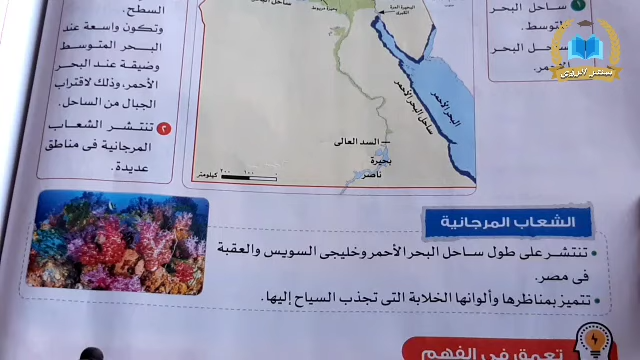 السطح.
وتكون واسعة عند
البحر المتوسط
وضيقة عند البحر
الأحمر، وذلك لاقتراب
الجبال من الساحل.
٢ تنتشر الشعاب
المرجانية فى مناطق
عديدة.
١ ساحل البحر
المتوسط.
ساحل البحر
الأحمر.
البحر الأحمر
ساحل البحر الأحمر
السد العالى
بحيرة
ناصر
كيلومتر
الشعاب المرجانية
• تنتشر على طول ساحل البحر الأحمر وخليجى السويس والعقبة
فى مصر.
• تتميز بمناظرها وألوانها الخلابة التى تجذب السياح إليها.
تعمق فى الفهم